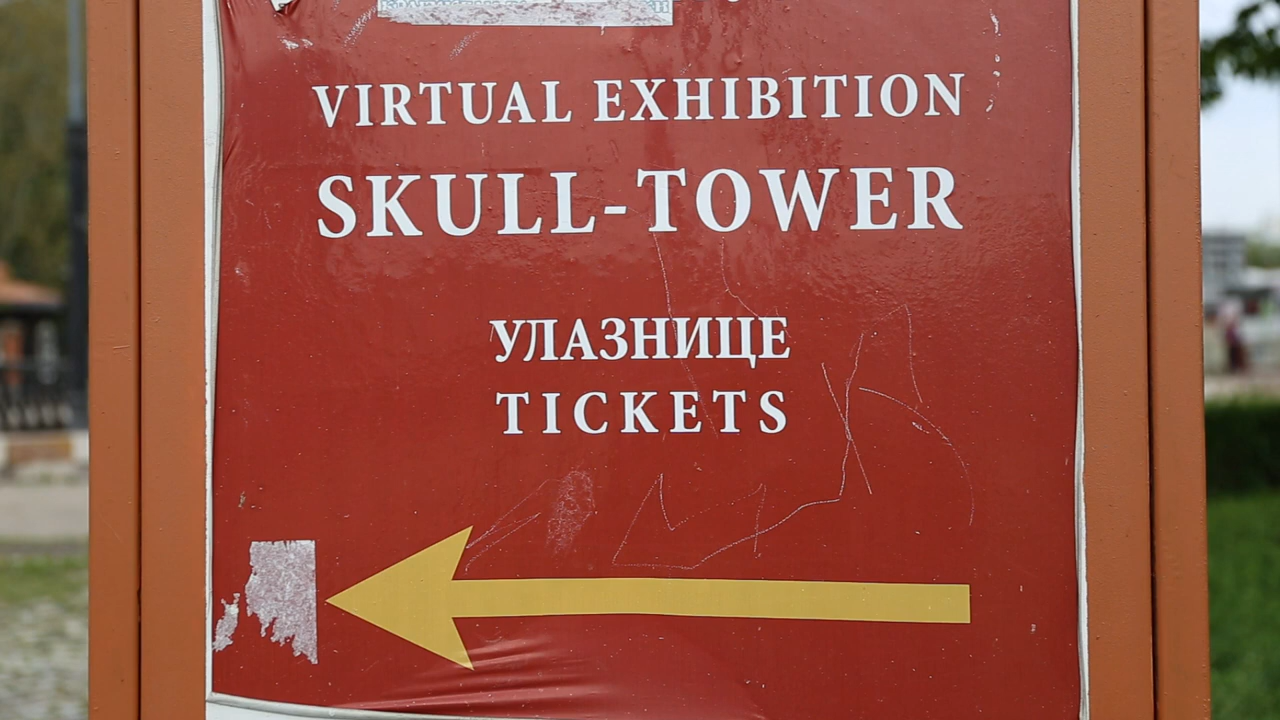 VIRTUAL EXHIBITION
SKULL-TOWER
УЛАЗНИЦЕ
TICKETS